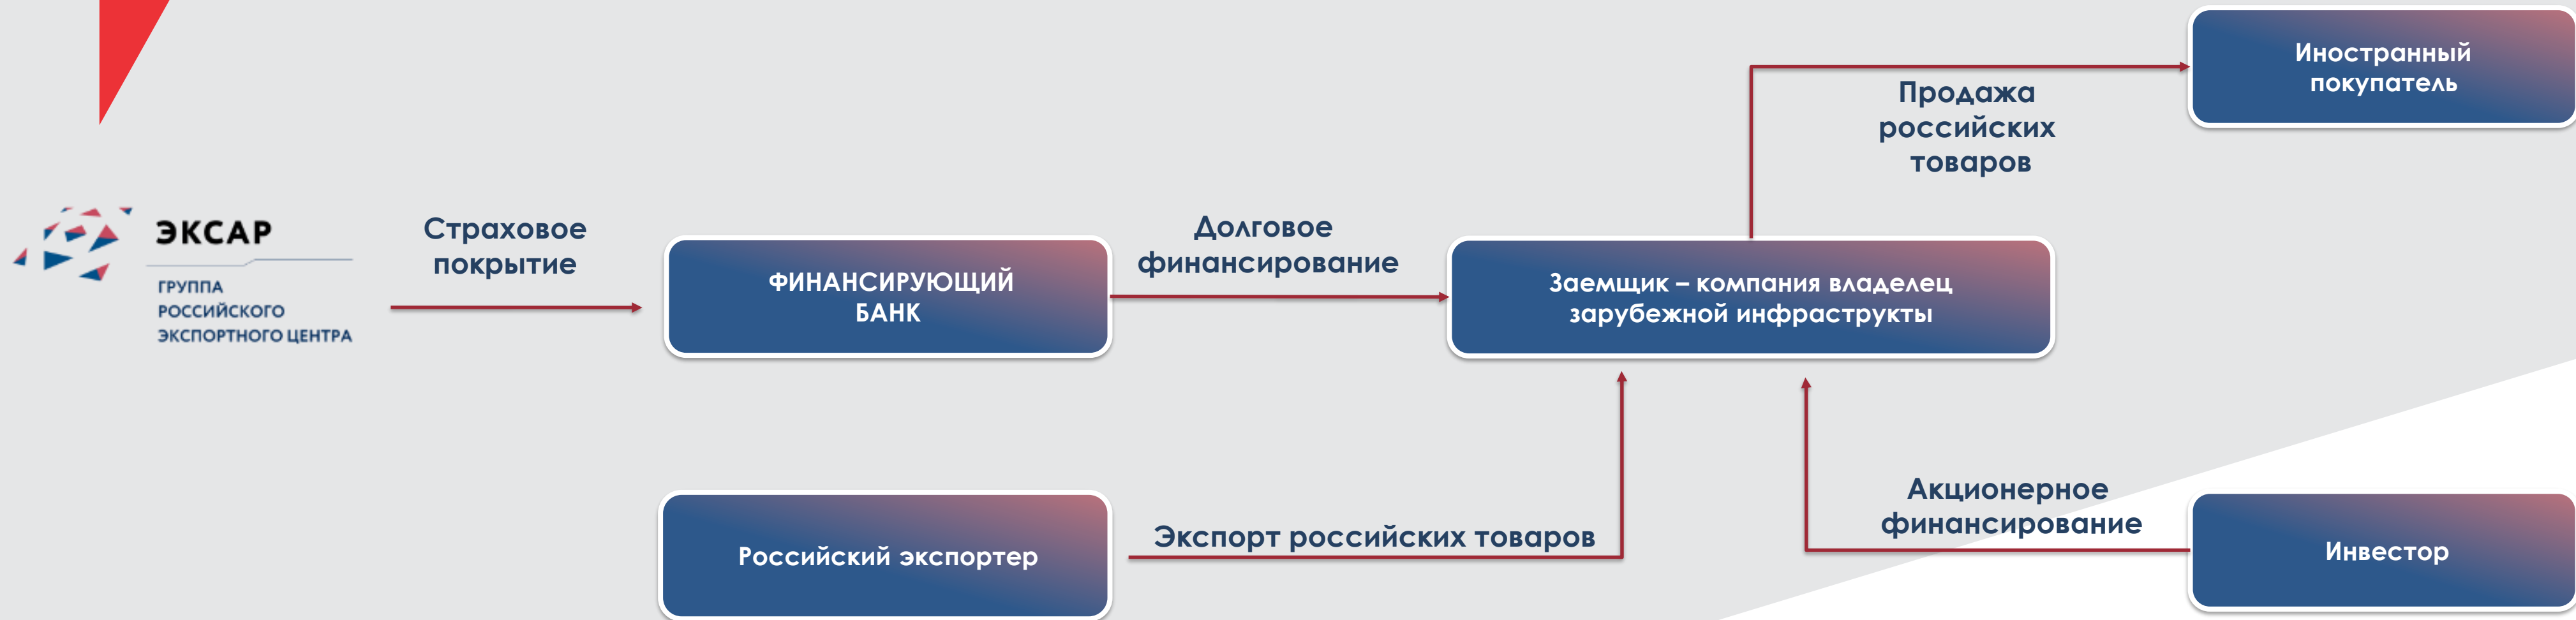 Иностранный
покупатель
Продажа
российских
товаров
ЭКСАР
ГРУППА
РОССИЙСКОГО
ЭКСПОРТНОГО ЦЕНТРА
Страховое
покрытие
ФИНАНСИРУЮЩИЙ
БАНК
Долговое
финансирование
Заемщик – компания владелец
зарубежной инфраструкты
Российский экспортер
Экспорт российских товаров
Акционерное
финансирование
Инвестор